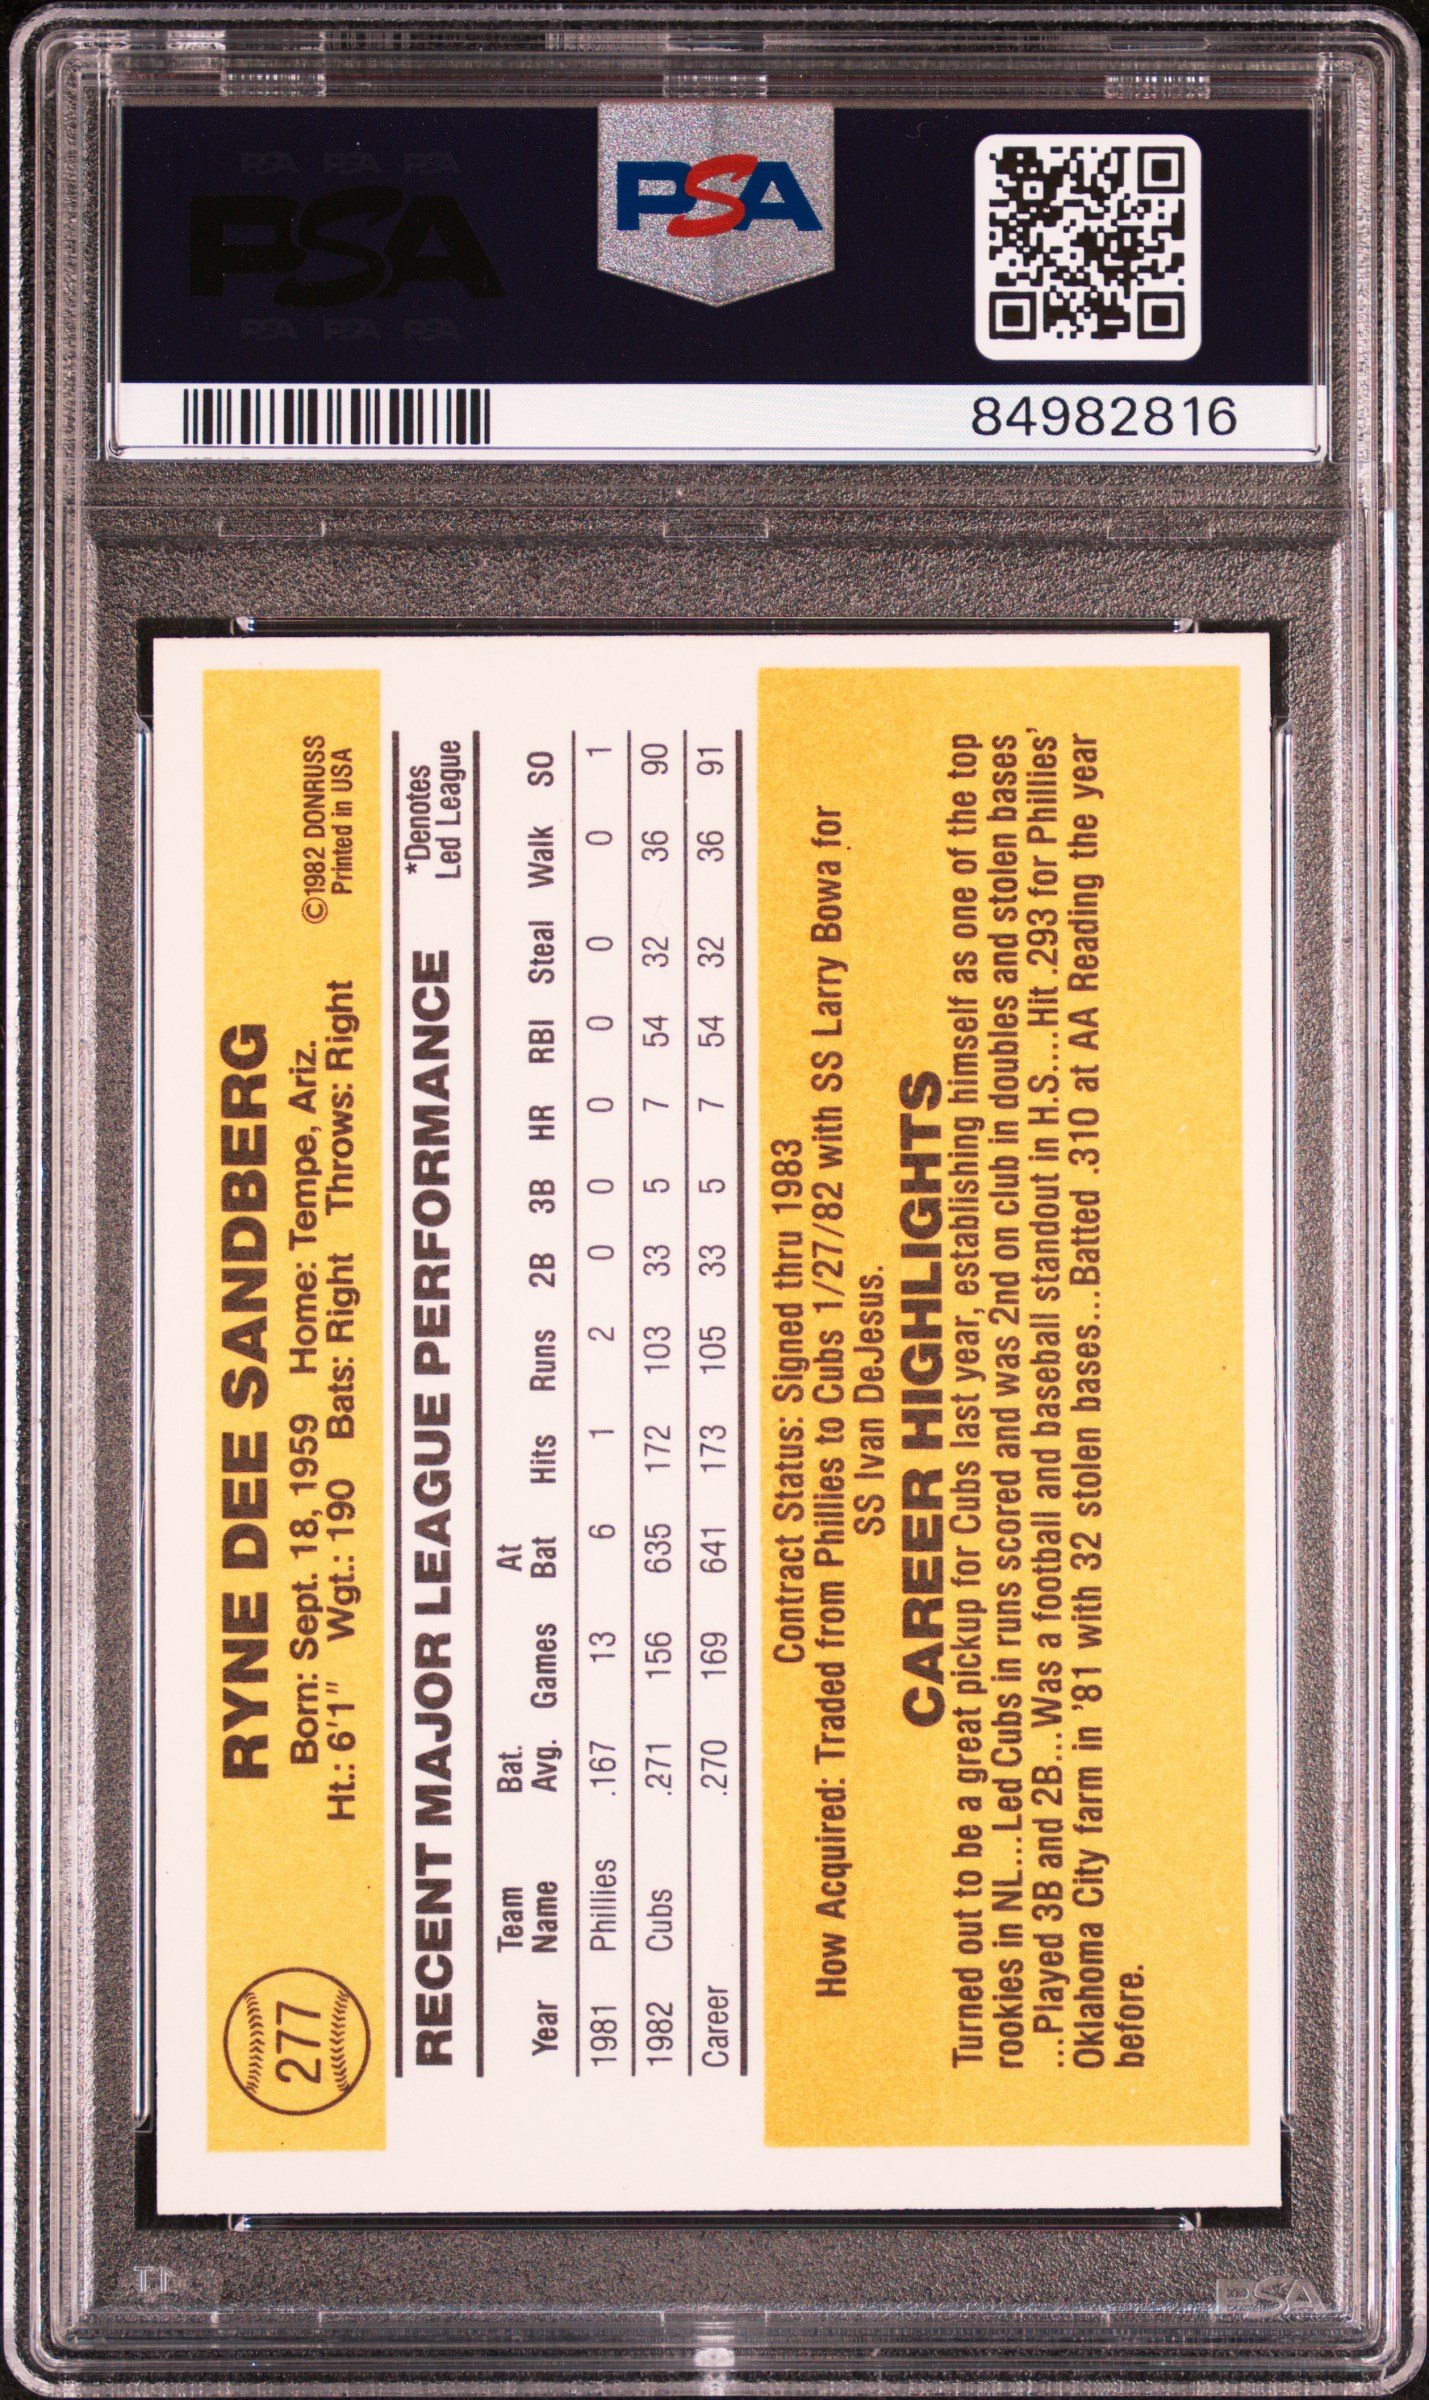 PSA PSA PSA
PSA
PSA PSA PSA
PSA
84982816
277
RYNE DEE SANDBERG
Born: Sept. 18, 1959 Home: Tempe, Ariz. ©1982 DONRUSS
Ht.: 6'1" Wgt.: 190 Bats: Right Throws: Right Printed in USA
RECENT MAJOR LEAGUE PERFORMANCE *Denotes
Led League
Team Bat. At
Year Name Avg. Games Bat Hits Runs 2B 3B HR RBI Steal Walk SO
1981 Phillies .167 13 6 1 2 0 0 0 0 0 0 1
1982 Cubs .271 156 635 172 103 33 5 7 54 32 36 90
Career .270 169 641 173 105 33 5 7 54 32 36 91
Contract Status: Signed thru 1983
How Acquired: Traded from Phillies to Cubs 1/27/82 with SS Larry Bowa for
SS Ivan DeJesus.
CAREER HIGHLIGHTS
Turned out to be a great pickup for Cubs last year, establishing himself as one of the top
rookies in NL...Led Cubs in runs scored and was 2nd on club in doubles and stolen bases
...Played 3B and 2B...Was a football and baseball standout in H.S....Hit .293 for Phillies'
Oklahoma City farm in '81 with 32 stolen bases...Batted .310 at AA Reading the year
before.
PSA